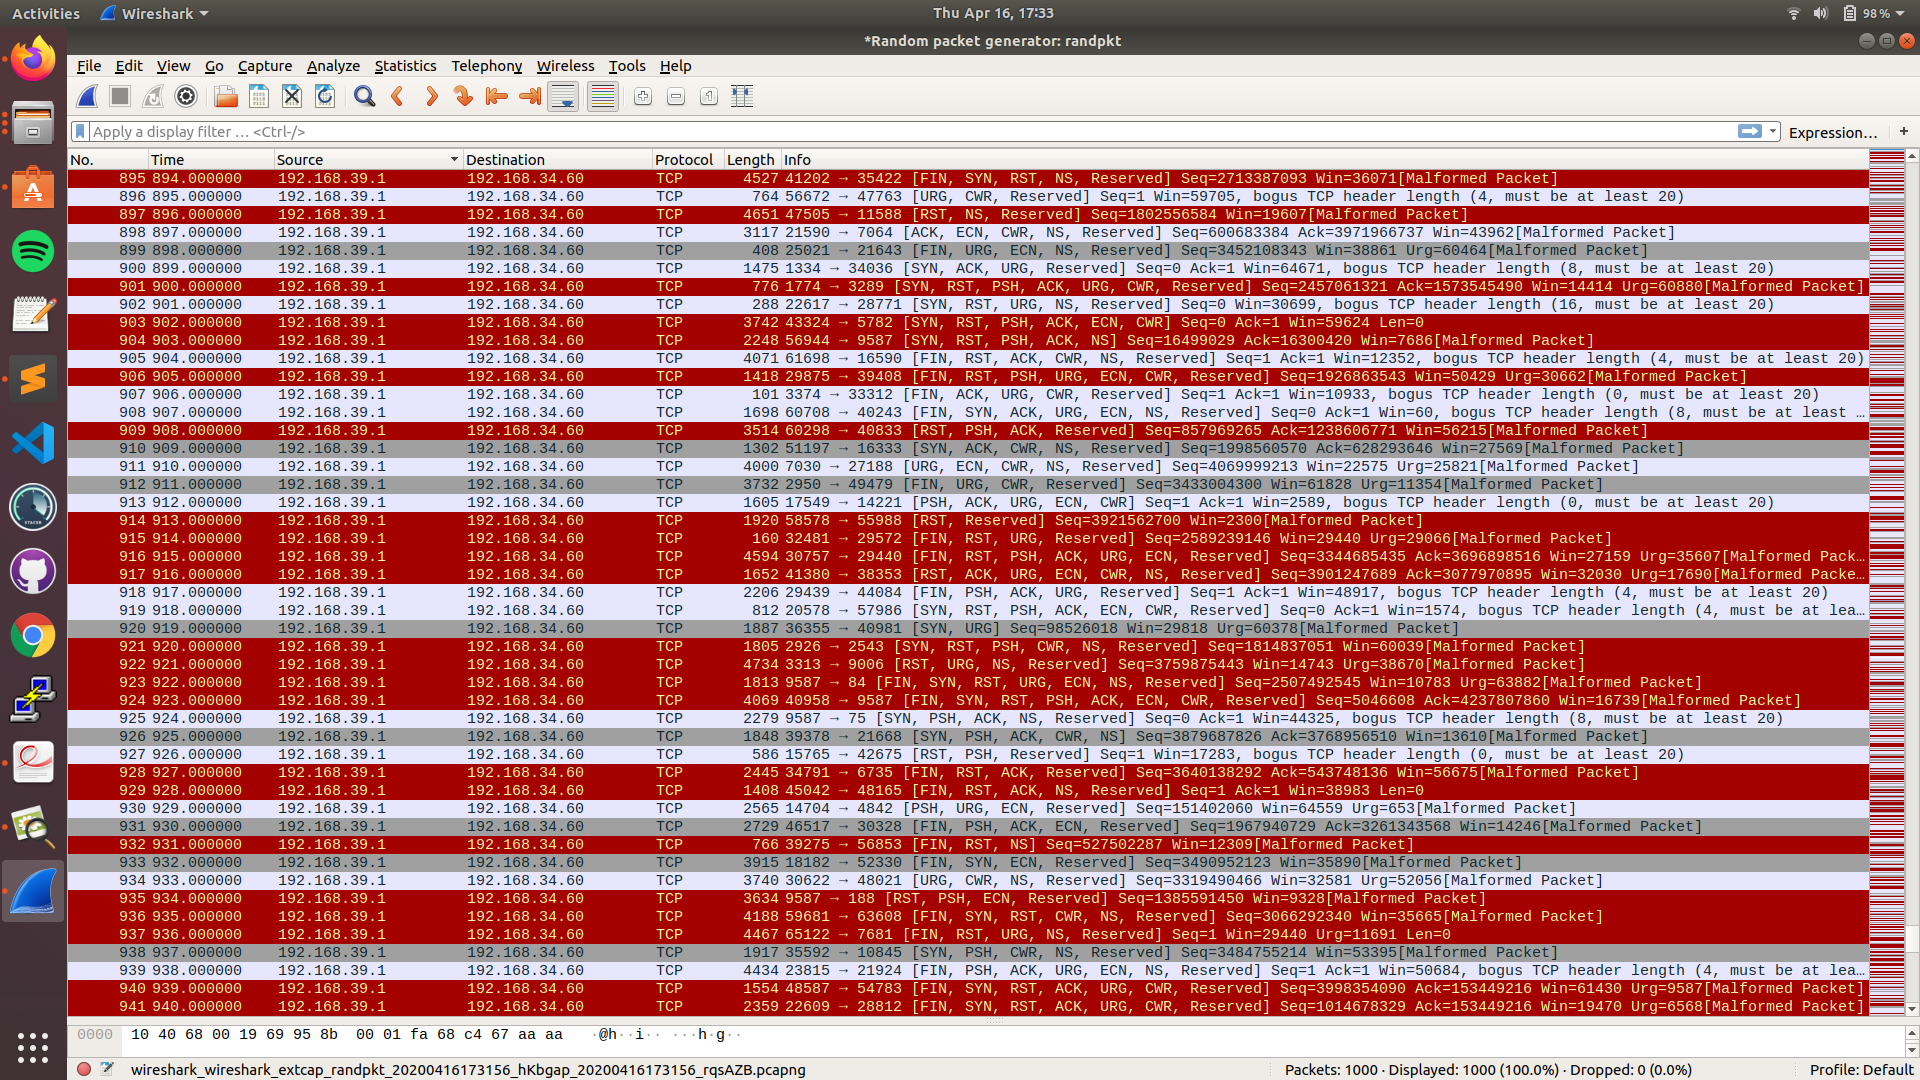 Activities Wireshark Thu Apr 16, 17:33 98 %
*Random packet generator: randpkt
File Edit View Go Capture Analyze Statistics Telephony Wireless Tools Help
Apply a display filter … <Ctrl-/> Expression… +
No. Time Source Destination Protocol Length Info
895 894.000000 192.168.39.1 192.168.34.60 TCP 4527 41202 → 35422 [FIN, SYN, RST, NS, Reserved] Seq=2713387093 Win=36071[Malformed Packet]
896 895.000000 192.168.39.1 192.168.34.60 TCP 764 56672 → 47763 [URG, CWR, Reserved] Seq=1 Win=59705, bogus TCP header length (4, must be at least 20)
897 896.000000 192.168.39.1 192.168.34.60 TCP 4651 47505 → 11588 [RST, NS, Reserved] Seq=1802556584 Win=19607[Malformed Packet]
898 897.000000 192.168.39.1 192.168.34.60 TCP 3117 21590 → 7064 [ACK, ECN, CWR, NS, Reserved] Seq=600683384 Ack=3971966737 Win=43962[Malformed Packet]
899 898.000000 192.168.39.1 192.168.34.60 TCP 408 25021 → 21643 [FIN, URG, ECN, NS, Reserved] Seq=3452108343 Win=38861 Urg=60464[Malformed Packet]
900 899.000000 192.168.39.1 192.168.34.60 TCP 1475 1334 → 34036 [SYN, ACK, URG, Reserved] Seq=0 Ack=1 Win=64671, bogus TCP header length (8, must be at least 20)
901 900.000000 192.168.39.1 192.168.34.60 TCP 776 1774 → 3289 [SYN, RST, PSH, ACK, URG, CWR, Reserved] Seq=2457061321 Ack=1573545490 Win=14414 Urg=60880[Malformed Packet]
902 901.000000 192.168.39.1 192.168.34.60 TCP 288 22617 → 28771 [SYN, RST, URG, NS, Reserved] Seq=0 Win=30699, bogus TCP header length (16, must be at least 20)
903 902.000000 192.168.39.1 192.168.34.60 TCP 3742 43324 → 5782 [SYN, RST, PSH, ACK, ECN, CWR] Seq=0 Ack=1 Win=59624 Len=0
904 903.000000 192.168.39.1 192.168.34.60 TCP 2248 56944 → 9587 [SYN, RST, PSH, ACK, NS] Seq=16499029 Ack=16300420 Win=7686[Malformed Packet]
905 904.000000 192.168.39.1 192.168.34.60 TCP 4071 61698 → 16590 [FIN, RST, ACK, CWR, NS, Reserved] Seq=1 Ack=1 Win=12352, bogus TCP header length (4, must be at least 20)
906 905.000000 192.168.39.1 192.168.34.60 TCP 1418 29875 → 39408 [FIN, RST, PSH, URG, ECN, CWR, Reserved] Seq=1926863543 Win=50429 Urg=30662[Malformed Packet]
907 906.000000 192.168.39.1 192.168.34.60 TCP 101 3374 → 33312 [FIN, ACK, URG, CWR, Reserved] Seq=1 Ack=1 Win=10933, bogus TCP header length (0, must be at least 20)
908 907.000000 192.168.39.1 192.168.34.60 TCP 1698 60708 → 40243 [FIN, SYN, ACK, URG, ECN, NS, Reserved] Seq=0 Ack=1 Win=60, bogus TCP header length (8, must be at least …
909 908.000000 192.168.39.1 192.168.34.60 TCP 3514 60298 → 40833 [RST, PSH, ACK, Reserved] Seq=857969265 Ack=1238606771 Win=56215[Malformed Packet]
910 909.000000 192.168.39.1 192.168.34.60 TCP 1302 51197 → 16333 [SYN, ACK, CWR, NS, Reserved] Seq=1998560570 Ack=628293646 Win=27569[Malformed Packet]
911 910.000000 192.168.39.1 192.168.34.60 TCP 4000 7030 → 27188 [URG, ECN, CWR, NS, Reserved] Seq=4069999213 Win=22575 Urg=25821[Malformed Packet]
912 911.000000 192.168.39.1 192.168.34.60 TCP 3732 2950 → 49479 [FIN, URG, CWR, Reserved] Seq=3433004300 Win=61828 Urg=11354[Malformed Packet]
913 912.000000 192.168.39.1 192.168.34.60 TCP 1605 17549 → 14221 [PSH, ACK, URG, ECN, CWR] Seq=1 Ack=1 Win=2589, bogus TCP header length (0, must be at least 20)
914 913.000000 192.168.39.1 192.168.34.60 TCP 1920 58578 → 55988 [RST, Reserved] Seq=3921562700 Win=2300[Malformed Packet]
915 914.000000 192.168.39.1 192.168.34.60 TCP 160 32481 → 29572 [FIN, RST, URG, Reserved] Seq=2589239146 Win=29440 Urg=29066[Malformed Packet]
916 915.000000 192.168.39.1 192.168.34.60 TCP 4594 30757 → 29440 [FIN, RST, PSH, ACK, URG, ECN, Reserved] Seq=3344685435 Ack=3696898516 Win=27159 Urg=35607[Malformed Pack…
917 916.000000 192.168.39.1 192.168.34.60 TCP 1652 41380 → 38353 [RST, ACK, URG, ECN, CWR, NS, Reserved] Seq=3901247689 Ack=3077970895 Win=32030 Urg=17690[Malformed Packe…
918 917.000000 192.168.39.1 192.168.34.60 TCP 2206 29439 → 44084 [FIN, PSH, ACK, URG, Reserved] Seq=1 Ack=1 Win=48917, bogus TCP header length (4, must be at least 20)
919 918.000000 192.168.39.1 192.168.34.60 TCP 812 20578 → 57986 [SYN, RST, PSH, ACK, ECN, CWR, Reserved] Seq=0 Ack=1 Win=1574, bogus TCP header length (4, must be at lea…
920 919.000000 192.168.39.1 192.168.34.60 TCP 1887 36355 → 40981 [SYN, URG] Seq=98526018 Win=29818 Urg=60378[Malformed Packet]
921 920.000000 192.168.39.1 192.168.34.60 TCP 1805 2926 → 2543 [SYN, RST, PSH, CWR, NS, Reserved] Seq=1814837051 Win=60039[Malformed Packet]
922 921.000000 192.168.39.1 192.168.34.60 TCP 4734 3313 → 9006 [RST, URG, NS, Reserved] Seq=3759875443 Win=14743 Urg=38670[Malformed Packet]
923 922.000000 192.168.39.1 192.168.34.60 TCP 1813 9587 → 84 [FIN, SYN, RST, URG, ECN, NS, Reserved] Seq=2507492545 Win=10783 Urg=63882[Malformed Packet]
924 923.000000 192.168.39.1 192.168.34.60 TCP 4069 40958 → 9587 [FIN, SYN, RST, PSH, ACK, ECN, CWR, Reserved] Seq=5046608 Ack=4237807860 Win=16739[Malformed Packet]
925 924.000000 192.168.39.1 192.168.34.60 TCP 2279 9587 → 75 [SYN, PSH, ACK, NS, Reserved] Seq=0 Ack=1 Win=44325, bogus TCP header length (8, must be at least 20)
926 925.000000 192.168.39.1 192.168.34.60 TCP 1848 39378 → 21668 [SYN, PSH, ACK, CWR, NS] Seq=3879687826 Ack=3768956510 Win=13610[Malformed Packet]
927 926.000000 192.168.39.1 192.168.34.60 TCP 586 15765 → 42675 [RST, PSH, Reserved] Seq=1 Win=17283, bogus TCP header length (0, must be at least 20)
928 927.000000 192.168.39.1 192.168.34.60 TCP 2445 34791 → 6735 [FIN, RST, ACK, Reserved] Seq=3640138292 Ack=543748136 Win=56675[Malformed Packet]
929 928.000000 192.168.39.1 192.168.34.60 TCP 1408 45042 → 48165 [FIN, RST, ACK, NS, Reserved] Seq=1 Ack=1 Win=38983 Len=0
930 929.000000 192.168.39.1 192.168.34.60 TCP 2565 14704 → 4842 [PSH, URG, ECN, Reserved] Seq=151402060 Win=64559 Urg=653[Malformed Packet]
931 930.000000 192.168.39.1 192.168.34.60 TCP 2729 46517 → 30328 [FIN, PSH, ACK, ECN, Reserved] Seq=1967940729 Ack=3261343568 Win=14246[Malformed Packet]
932 931.000000 192.168.39.1 192.168.34.60 TCP 766 39275 → 56853 [FIN, RST, NS] Seq=527502287 Win=12309[Malformed Packet]
933 932.000000 192.168.39.1 192.168.34.60 TCP 3915 18182 → 52330 [FIN, SYN, ECN, Reserved] Seq=3490952123 Win=35890[Malformed Packet]
934 933.000000 192.168.39.1 192.168.34.60 TCP 3740 30622 → 48021 [URG, CWR, NS, Reserved] Seq=3319490466 Win=32581 Urg=52056[Malformed Packet]
935 934.000000 192.168.39.1 192.168.34.60 TCP 3634 9587 → 188 [RST, PSH, ECN, Reserved] Seq=1385591450 Win=9328[Malformed Packet]
936 935.000000 192.168.39.1 192.168.34.60 TCP 4188 59681 → 63608 [FIN, SYN, RST, CWR, NS, Reserved] Seq=3066292340 Win=35665[Malformed Packet]
937 936.000000 192.168.39.1 192.168.34.60 TCP 4467 65122 → 7681 [FIN, RST, URG, NS, Reserved] Seq=1 Win=29440 Urg=11691 Len=0
938 937.000000 192.168.39.1 192.168.34.60 TCP 1917 35592 → 10845 [SYN, PSH, CWR, NS, Reserved] Seq=3484755214 Win=53395[Malformed Packet]
939 938.000000 192.168.39.1 192.168.34.60 TCP 4434 23815 → 21924 [FIN, PSH, ACK, URG, ECN, NS, Reserved] Seq=1 Ack=1 Win=50684, bogus TCP header length (4, must be at lea…
940 939.000000 192.168.39.1 192.168.34.60 TCP 1554 48587 → 54783 [FIN, SYN, RST, ACK, URG, CWR, Reserved] Seq=3998354090 Ack=153449216 Win=61430 Urg=9587[Malformed Packet]
941 940.000000 192.168.39.1 192.168.34.60 TCP 2359 22609 → 28812 [FIN, SYN, RST, ACK, URG, CWR, Reserved] Seq=1014678329 Ack=153449216 Win=19470 Urg=6568[Malformed Packet]
0000 10 40 68 00 19 69 95 8b 00 01 fa 68 c4 67 aa aa ·@h··i·· ···h·g··
wireshark_wireshark_extcap_randpkt_20200416173156_hKbgap_20200416173156_rqsAZB.pcapng Packets: 1000 · Displayed: 1000 (100.0%) · Dropped: 0 (0.0%) Profile: Default